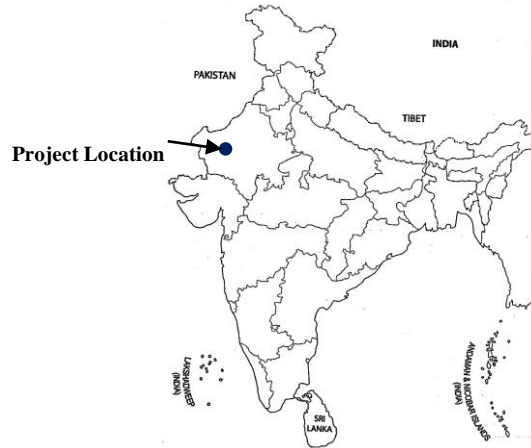 INDIA
PAKISTAN
TIBET
Project Location
LAKSHADWEEP
(INDIA)
ANDAMAN & NICOBAR ISLANDS
(INDIA)
SRI
LANKA